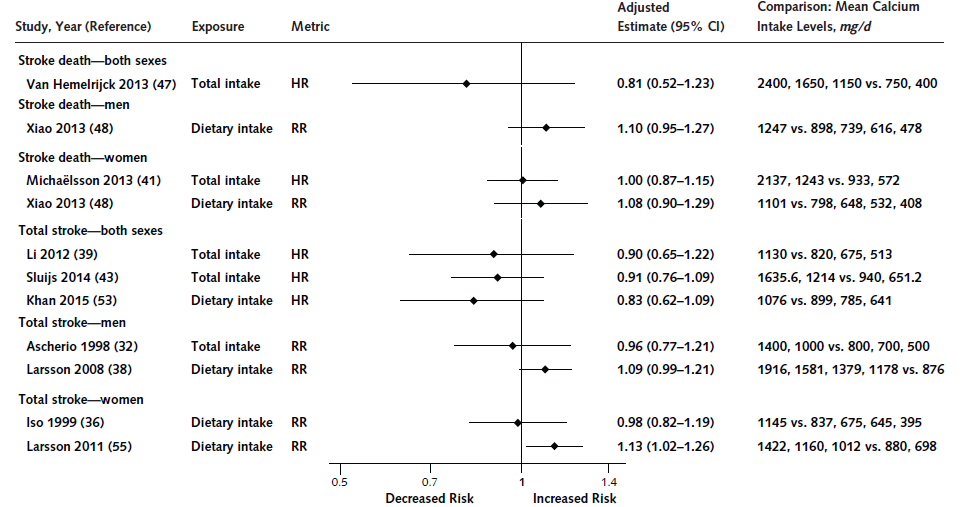 Adjusted Comparison: Mean Calcium
Study, Year (Reference) Exposure Metric Estimate (95% CI) Intake Levels, mg/d
Stroke death—both sexes
Van Hemelrijck 2013 (47) Total intake HR 0.81 (0.52–1.23) 2400, 1650, 1150 vs. 750, 400
Stroke death—men
Xiao 2013 (48) Dietary intake RR 1.10 (0.95–1.27) 1247 vs. 898, 739, 616, 478
Stroke death—women
Michaëlsson 2013 (41) Total intake HR 1.00 (0.87–1.15) 2137, 1243 vs. 933, 572
Xiao 2013 (48) Dietary intake RR 1.08 (0.90–1.29) 1101 vs. 798, 648, 532, 408
Total stroke—both sexes
Li 2012 (39) Total intake HR 0.90 (0.65–1.22) 1130 vs. 820, 675, 513
Sluijs 2014 (43) Total intake HR 0.91 (0.76–1.09) 1635.6, 1214 vs. 940, 651.2
Khan 2015 (53) Dietary intake HR 0.83 (0.62–1.09) 1076 vs. 899, 785, 641
Total stroke—men
Ascherio 1998 (32) Total intake RR 0.96 (0.77–1.21) 1400, 1000 vs. 800, 700, 500
Larsson 2008 (38) Dietary intake RR 1.09 (0.99–1.21) 1916, 1581, 1379, 1178 vs. 876
Total stroke—women
Iso 1999 (36) Dietary intake RR 0.98 (0.82–1.19) 1145 vs. 837, 675, 645, 395
Larsson 2011 (55) Dietary intake RR 1.13 (1.02–1.26) 1422, 1160, 1012 vs. 880, 698
0.5 0.7 1 1.4
Decreased Risk Increased Risk